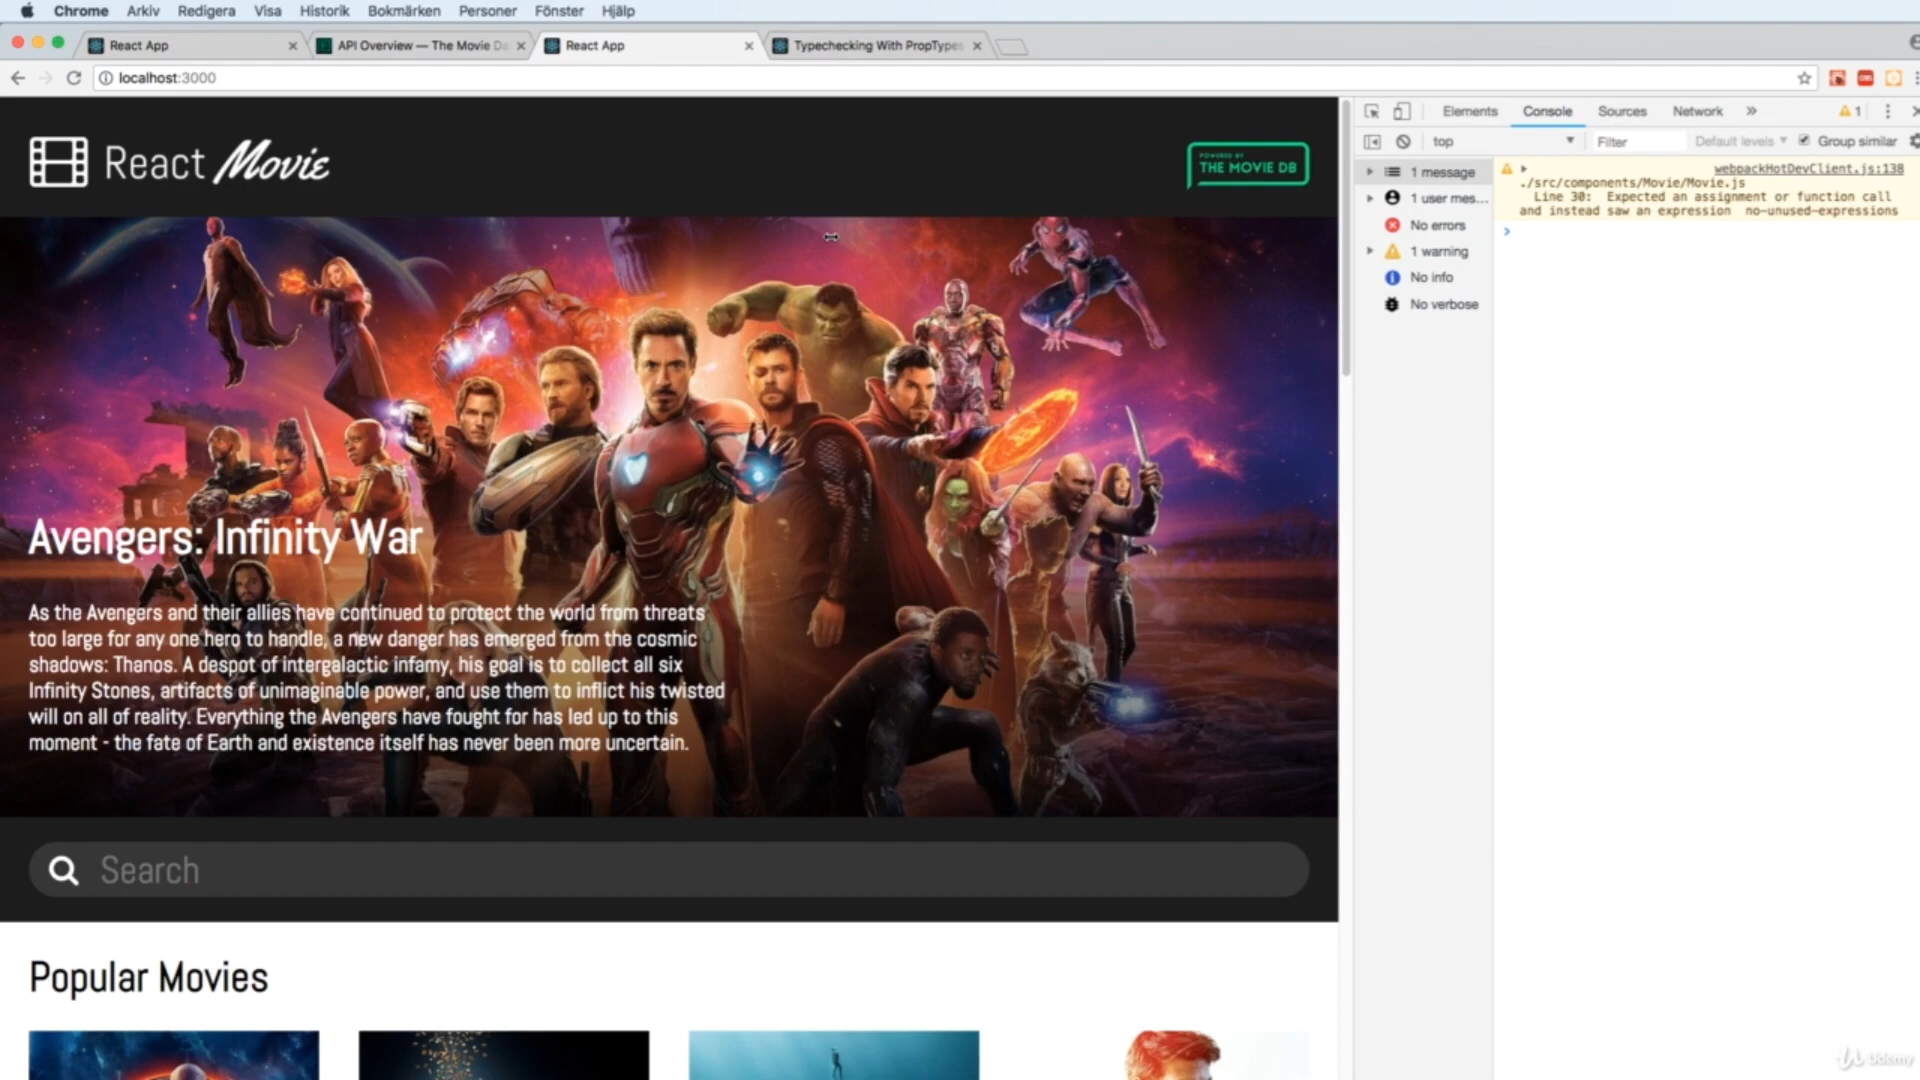 Chrome Arkiv Redigera Visa Historik Bokmärken Personer Fönster Hjälp
React App
API Overview — The Movie Da
React App
Typechecking With PropTypes
localhost:3000
React Movie
POWERED BY
THE MOVIE DB
Avengers: Infinity War
As the Avengers and their allies have continued to protect the world from threats
too large for any one hero to handle, a new danger has emerged from the cosmic
shadows: Thanos. A despot of intergalactic infamy, his goal is to collect all six
Infinity Stones, artifacts of unimaginable power, and use them to inflict his twisted
will on all of reality. Everything the Avengers have fought for has led up to this
moment - the fate of Earth and existence itself has never been more uncertain.
Search
Popular Movies
Elements Console Sources Network » 1
top Filter Default levels Group similar
1 message
1 user mes...
No errors
1 warning
No info
No verbose
webpackHotDevClient.js:138
./src/components/Movie/Movie.js
Line 30: Expected an assignment or function call
and instead saw an expression no-unused-expressions
Udemy